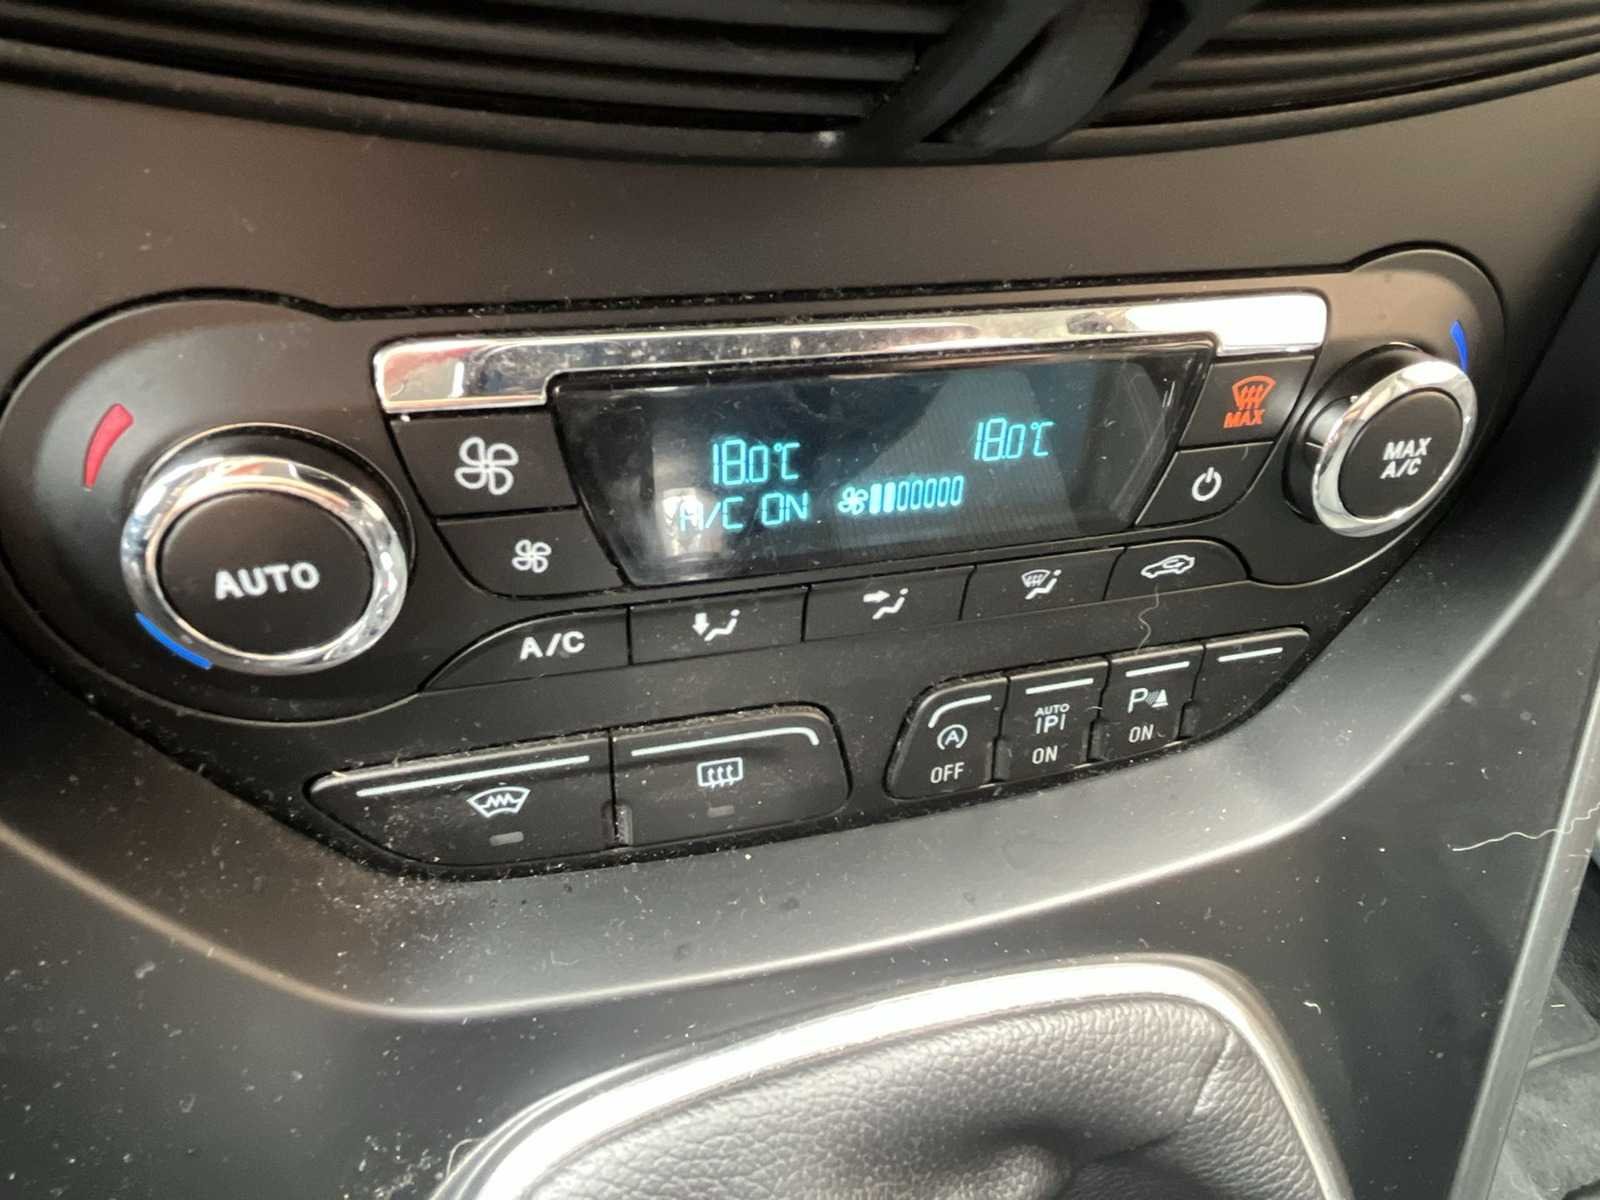 18.0°C
18.0°C
A/C ON
MAX
MAX
A/C
AUTO
A/C
A
OFF
AUTO
P
ON
P
ON